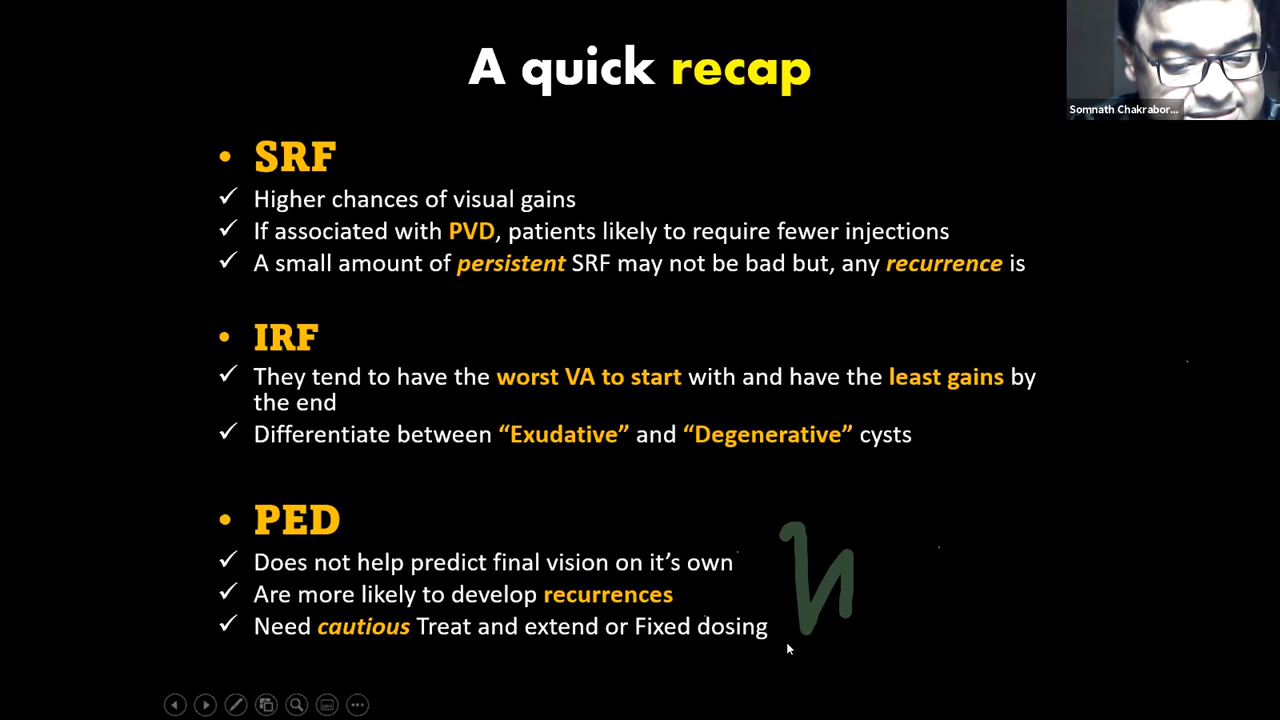 A quick recap
Somnath Chakrabor...
• SRF
✓ Higher chances of visual gains
✓ If associated with PVD, patients likely to require fewer injections
✓ A small amount of persistent SRF may not be bad but, any recurrence is
• IRF
✓ They tend to have the worst VA to start with and have the least gains by
the end
✓ Differentiate between “Exudative” and “Degenerative” cysts
• PED
✓ Does not help predict final vision on it’s own
✓ Are more likely to develop recurrences
✓ Need cautious Treat and extend or Fixed dosing